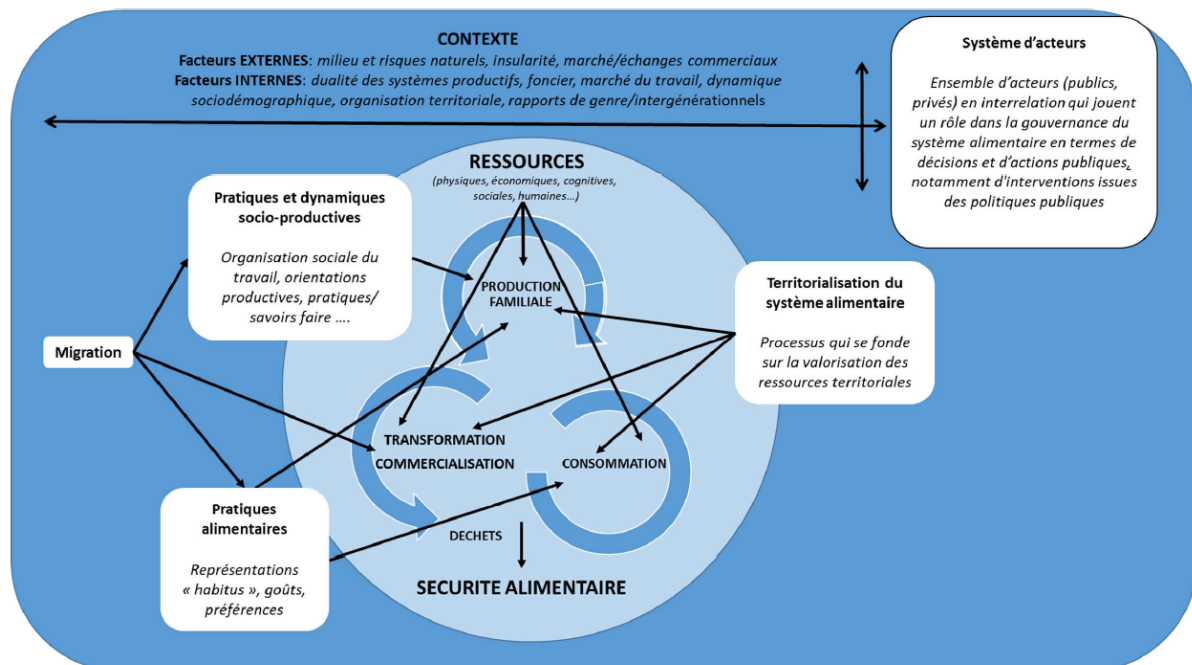 CONTEXTE
Facteurs EXTERNES: milieu et risques naturels, insularité, marché/échanges commerciaux
Facteurs INTERNES: dualité des systèmes productifs, foncier, marché du travail, dynamique
sociodémographique, organisation territoriale, rapports de genre/intergénérationnels
Système d’acteurs
Ensemble d’acteurs (publics,
privés) en interrelation qui jouent
un rôle dans la gouvernance du
système alimentaire en termes de
décisions et d’actions publiques,
notamment d'interventions issues
des politiques publiques
RESSOURCES
(physiques, économiques, cognitives,
sociales, humaines…)
Pratiques et dynamiques
socio-productives
Organisation sociale du
travail, orientations
productives, pratiques/
savoirs faire ….
PRODUCTION
FAMILIALE
Territorialisation du
système alimentaire
Processus qui se fonde
sur la valorisation des
ressources territoriales
Migration
TRANSFORMATION
COMMERCIALISATION
CONSOMMATION
Pratiques
alimentaires
Représentations
« habitus », goûts,
préférences
DECHETS
SECURITE ALIMENTAIRE